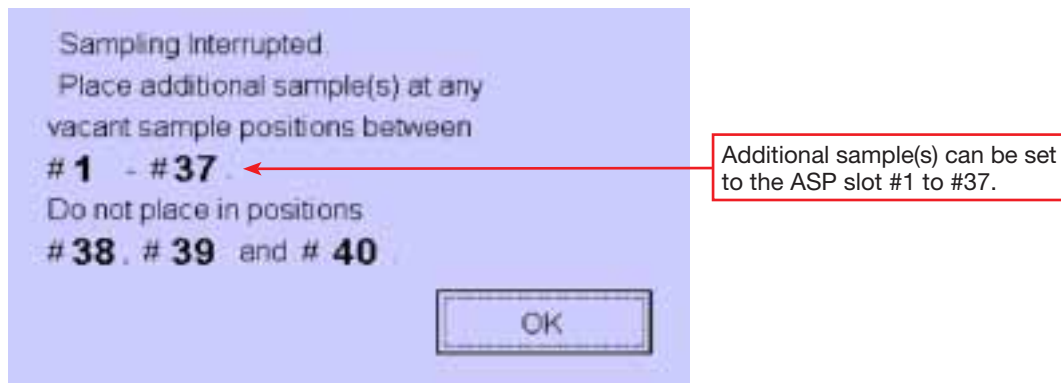 Sampling Interrupted.
Place additional sample(s) at any
vacant sample positions between
# 1 - # 37 .
Do not place in positions
# 38 , # 39 and # 40 .
OK
Additional sample(s) can be set
to the ASP slot #1 to #37.